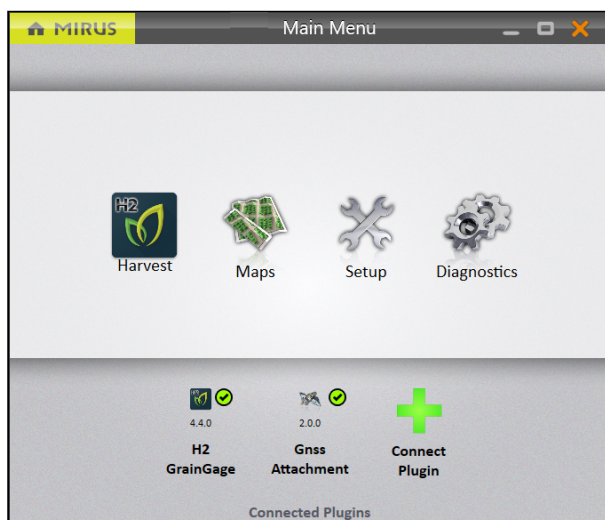 MIRUS Main Menu
H2
Harvest Maps Setup Diagnostics
H2
4.4.0 2.0.0
H2 Gnss Connect
GrainGage Attachment Plugin
Connected Plugins